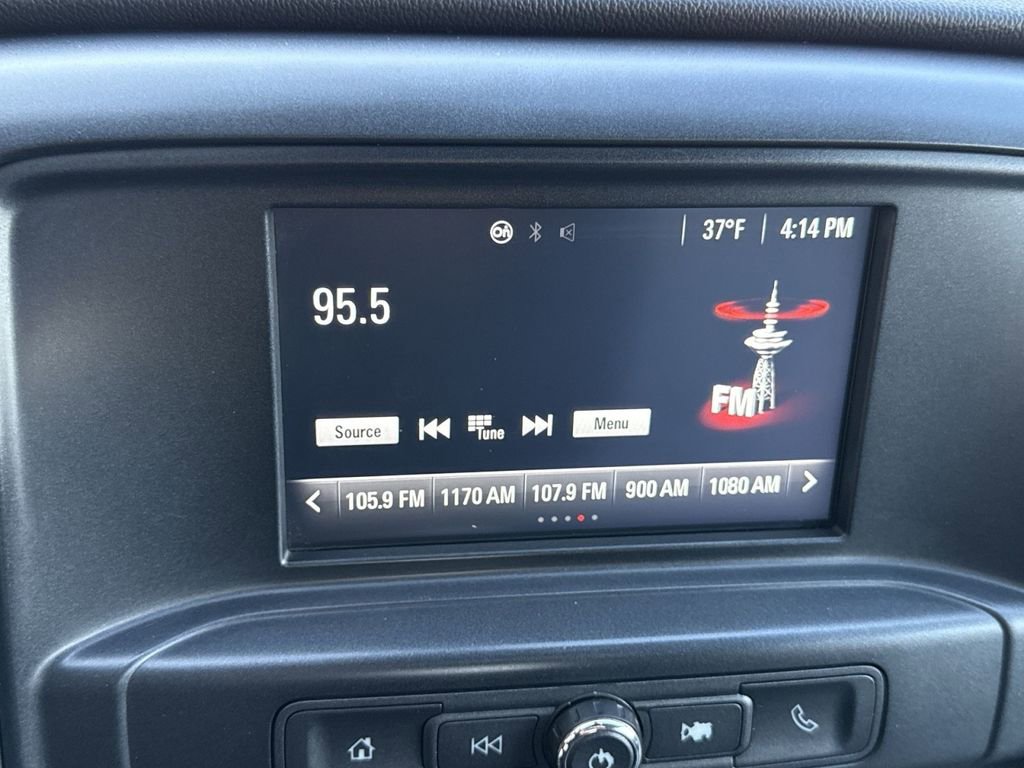 On 37°F 4:14 PM
95.5
FM
Source Tune Menu
105.9 FM 1170 AM 107.9 FM 900 AM 1080 AM